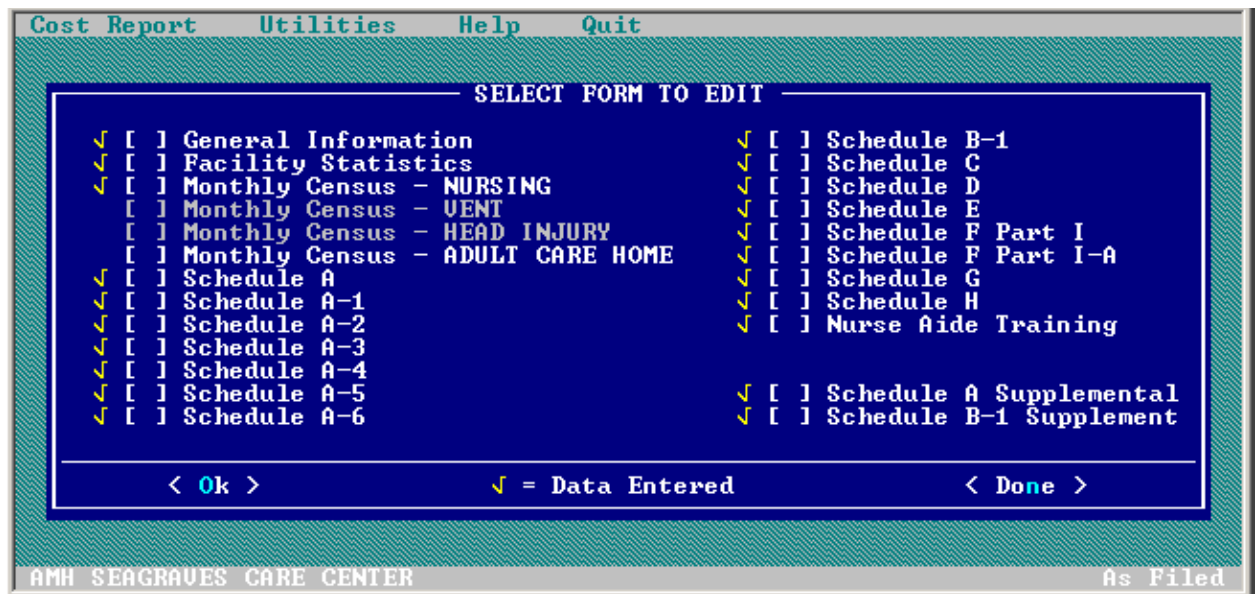 Cost Report Utilities Help Quit
SELECT FORM TO EDIT
√ [ ] General Information
√ [ ] Facility Statistics
√ [ ] Monthly Census - NURSING
[ ] Monthly Census - VENT
[ ] Monthly Census - HEAD INJURY
[ ] Monthly Census - ADULT CARE HOME
√ [ ] Schedule A
√ [ ] Schedule A-1
√ [ ] Schedule A-2
√ [ ] Schedule A-3
√ [ ] Schedule A-4
√ [ ] Schedule A-5
√ [ ] Schedule A-6
√ [ ] Schedule B-1
√ [ ] Schedule C
√ [ ] Schedule D
√ [ ] Schedule E
√ [ ] Schedule F Part I
√ [ ] Schedule F Part I-A
√ [ ] Schedule G
√ [ ] Schedule H
√ [ ] Nurse Aide Training
√ [ ] Schedule A Supplemental
√ [ ] Schedule B-1 Supplement
< Ok > √ = Data Entered < Done >
AMH SEAGRAVES CARE CENTER As Filed